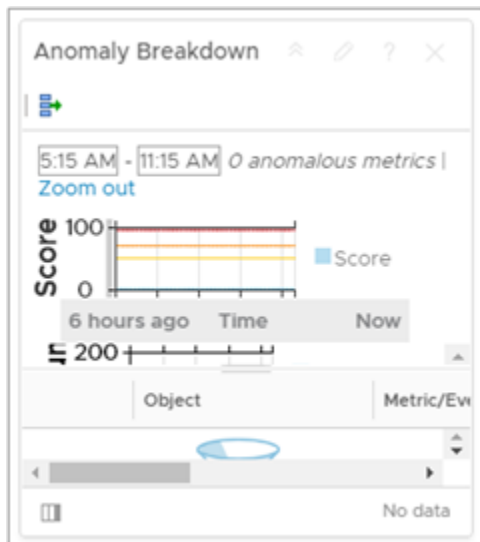 Anomaly Breakdown
5:15 AM - 11:15 AM 0 anomalous metrics |
Zoom out
Score
100
0
Score
6 hours ago Time Now
200
Object Metric/Eve
No data